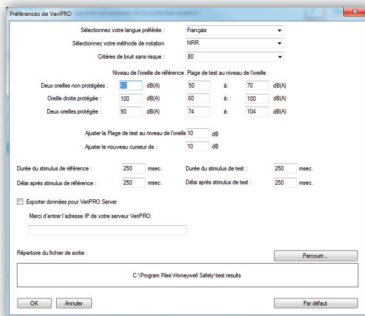 Préférences de VeriPRO
Sélectionnez votre langue préférée : Français
Sélectionnez votre méthode de notation NRR
Critères de bruit sans risque : 80
Niveau de l'oreille de référence Plage de test au niveau de l'oreille
Deux oreilles non protégées : dB(A) 50 à: 70 dB(A)
Oreille droite protégée : 100 dB(A) 60 à: 100 dB(A)
Deux oreilles protégée : 90 dB(A) 74 à: 104 dB(A)
Ajuster la Plage de test au niveau de l'oreille 10 dB
Ajuster le nouveau curseur de : 10 dB
Durée du stimulus de référence : 250 msec. Durée du stimulus de test : 250 msec.
Délai après stimulus de référence : 250 msec. Délai après stimulus de test : 250 msec.
Exporter données pour VeriPRO Server
Merci d'entrer l'adresse IP de votre serveur VeriPRO:
Répertoire du fichier de sortie :
Parcourir...
C:\Program Files\Honeywell Safety\test results
OK Annuler Par défaut